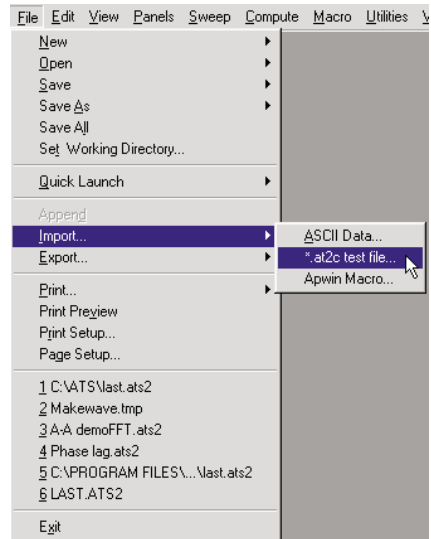 File Edit View Panels Sweep Compute Macro Utilities
New
Open
Save
Save As
Save All
Set Working Directory...
Quick Launch
Append
Import...
ASCII Data...
Export...
*.at2c test file...
Apwin Macro...
Print...
Print Preview
Print Setup...
Page Setup...
1 C:\ATS\last.ats2
2 Makewave.tmp
3 A-A demoFFT.ats2
4 Phase lag.ats2
5 C:\PROGRAM FILES\...\last.ats2
6 LAST.ATS2
Exit